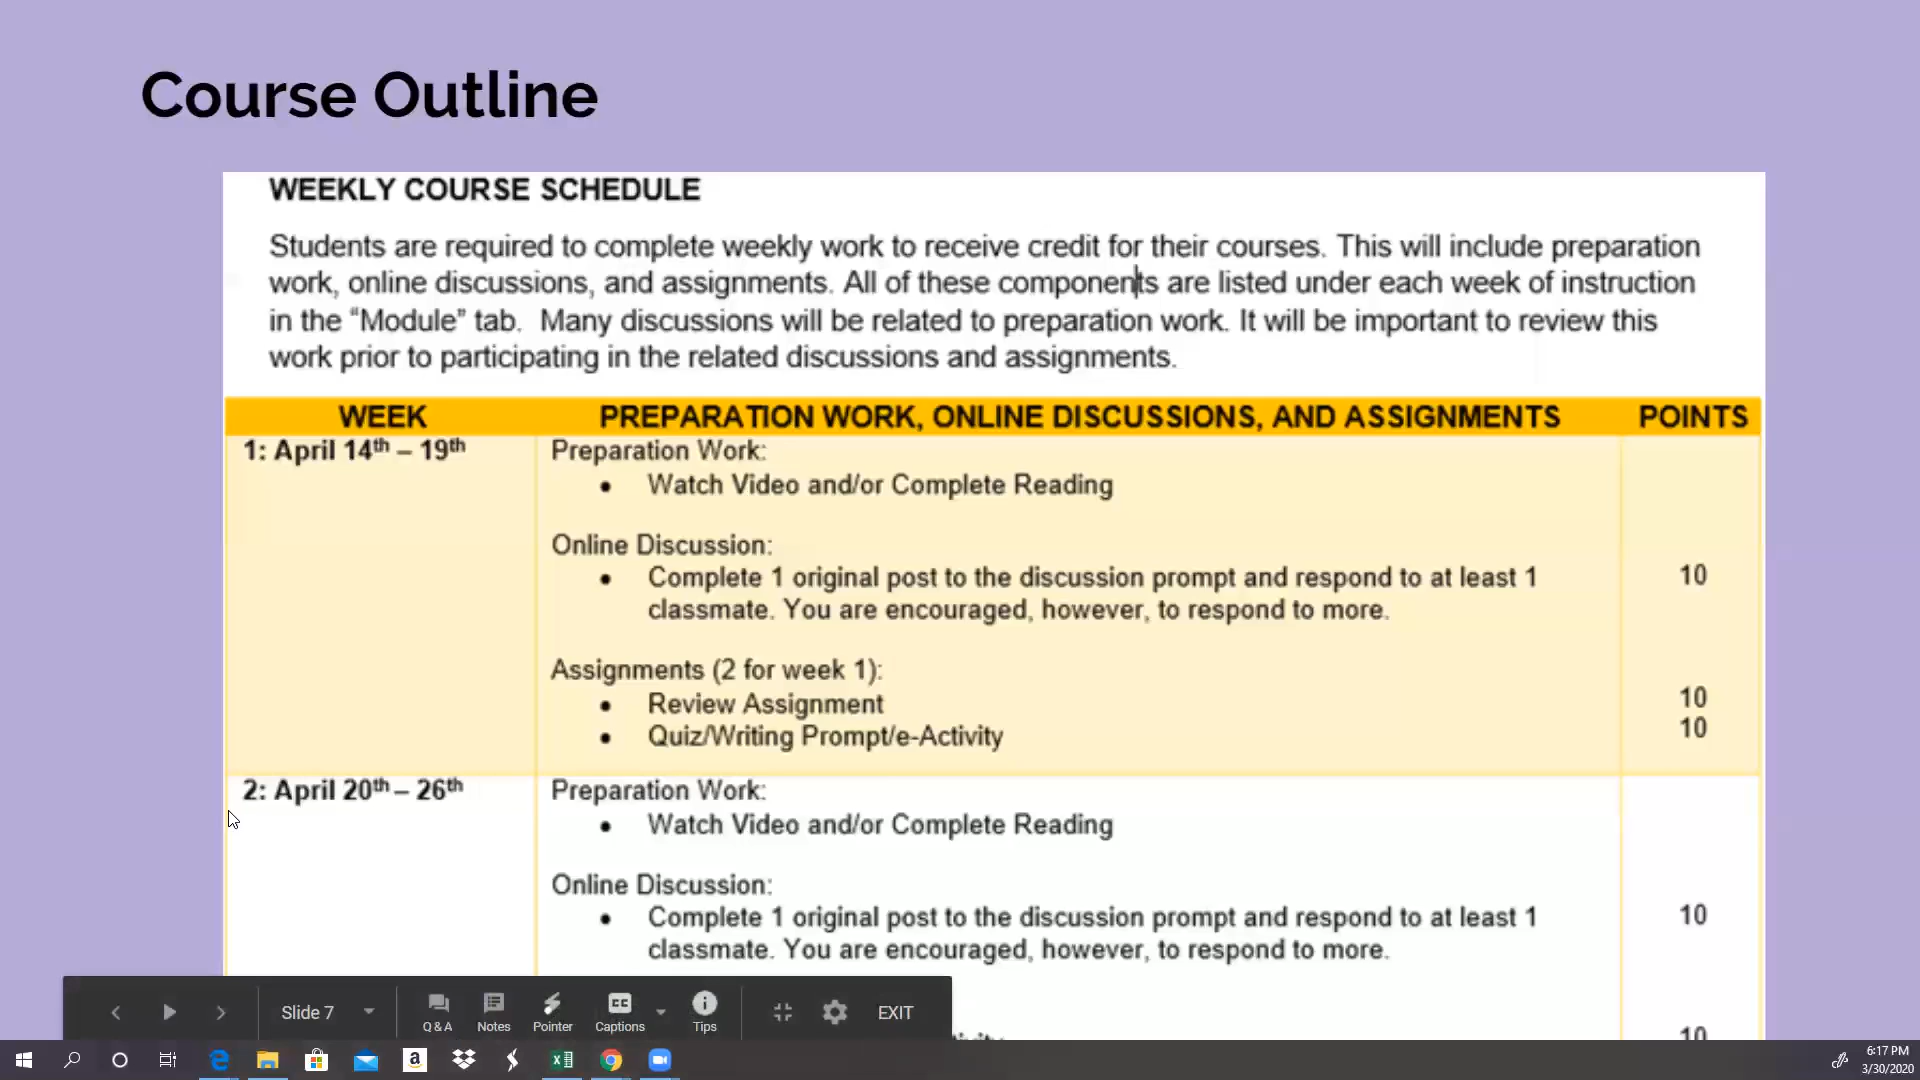 Course Outline
WEEKLY COURSE SCHEDULE
Students are required to complete weekly work to receive credit for their courses. This will include preparation
work, online discussions, and assignments. All of these components are listed under each week of instruction
in the “Module” tab. Many discussions will be related to preparation work. It will be important to review this
work prior to participating in the related discussions and assignments.
WEEK PREPARATION WORK, ONLINE DISCUSSIONS, AND ASSIGNMENTS POINTS
1: April 14th – 19th Preparation Work:
• Watch Video and/or Complete Reading
Online Discussion:
• Complete 1 original post to the discussion prompt and respond to at least 1 10
classmate. You are encouraged, however, to respond to more.
Assignments (2 for week 1):
• Review Assignment 10
• Quiz/Writing Prompt/e-Activity 10
2: April 20th – 26th Preparation Work:
• Watch Video and/or Complete Reading
Online Discussion:
• Complete 1 original post to the discussion prompt and respond to at least 1 10
classmate. You are encouraged, however, to respond to more.
10
Slide 7 Q & A Notes Pointer CC Captions Tips EXIT
a
6:17 PM
3/30/2020